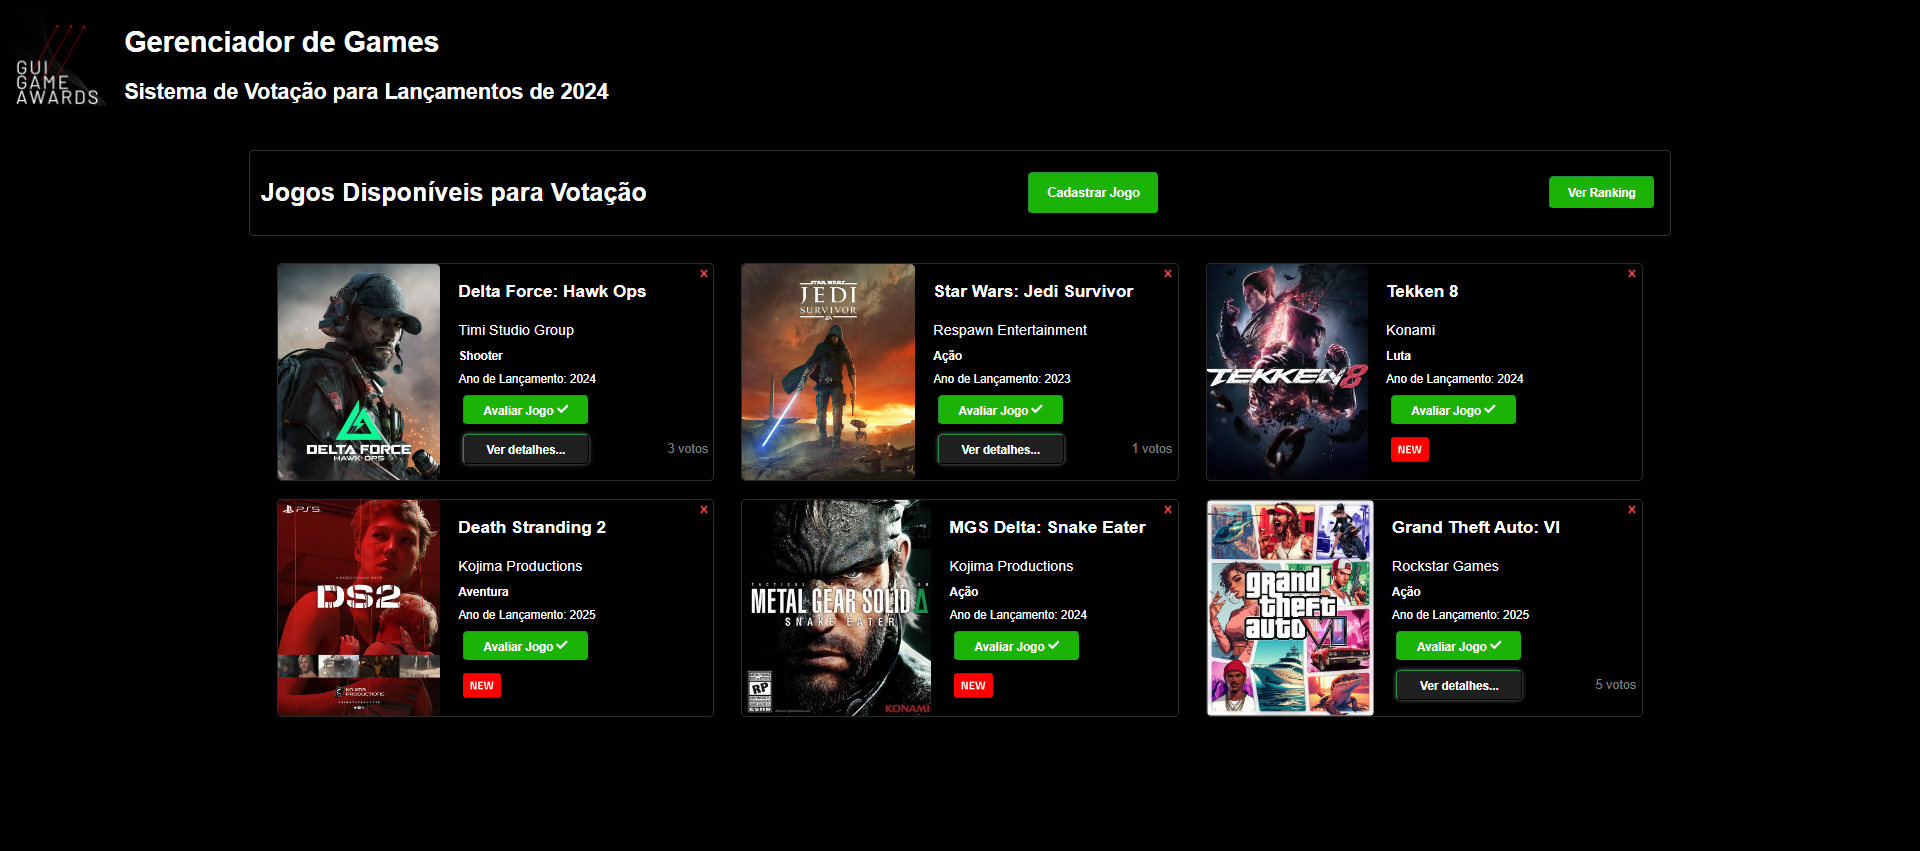 GUI
GAME
AWARDS
Gerenciador de Games
Sistema de Votação para Lançamentos de 2024
Jogos Disponíveis para Votação
Cadastrar Jogo
Ver Ranking
DELTA FORCE
HAWK OPS
x
Delta Force: Hawk Ops
Timi Studio Group
Shooter
Ano de Lançamento: 2024
Avaliar Jogo
Ver detalhes...
3 votos
STAR WARS
JEDI
SURVIVOR
x
Star Wars: Jedi Survivor
Respawn Entertainment
Ação
Ano de Lançamento: 2023
Avaliar Jogo
Ver detalhes...
1 votos
TEKKEN 8
x
Tekken 8
Konami
Luta
Ano de Lançamento: 2024
Avaliar Jogo
NEW
PS5
DS2
KOJIMA
PRODUCTIONS
x
Death Stranding 2
Kojima Productions
Aventura
Ano de Lançamento: 2025
Avaliar Jogo
NEW
METAL GEAR SOLID Δ
SNAKE EATER
RP
ESRB
KONAMI
x
MGS Delta: Snake Eater
Kojima Productions
Ação
Ano de Lançamento: 2024
Avaliar Jogo
NEW
grand
theft
auto VI
x
Grand Theft Auto: VI
Rockstar Games
Ação
Ano de Lançamento: 2025
Avaliar Jogo
Ver detalhes...
5 votos